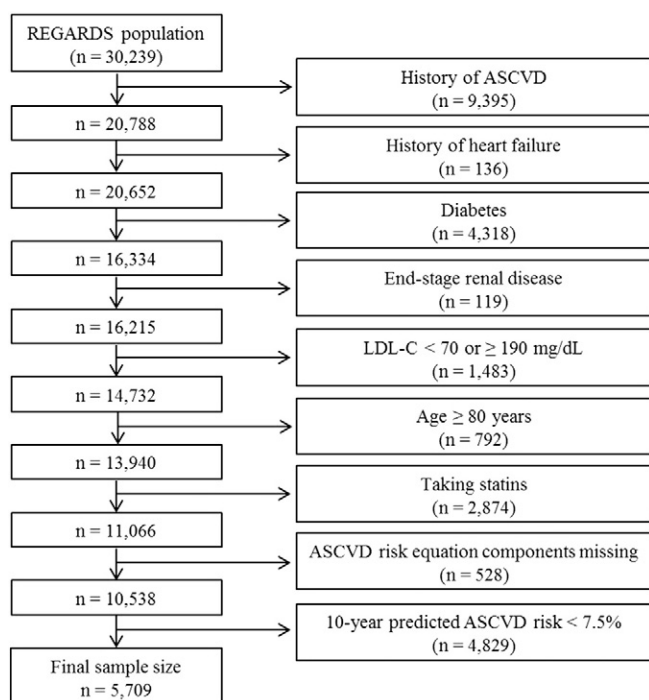 REGARDS population
(n = 30,239)
History of ASCVD
(n = 9,395)
n = 20,788
History of heart failure
(n = 136)
n = 20,652
Diabetes
(n = 4,318)
n = 16,334
End-stage renal disease
(n = 119)
n = 16,215
LDL-C < 70 or ≥ 190 mg/dL
(n = 1,483)
n = 14,732
Age ≥ 80 years
(n = 792)
n = 13,940
Taking statins
(n = 2,874)
n = 11,066
ASCVD risk equation components missing
(n = 528)
n = 10,538
10-year predicted ASCVD risk < 7.5%
(n = 4,829)
Final sample size
n = 5,709